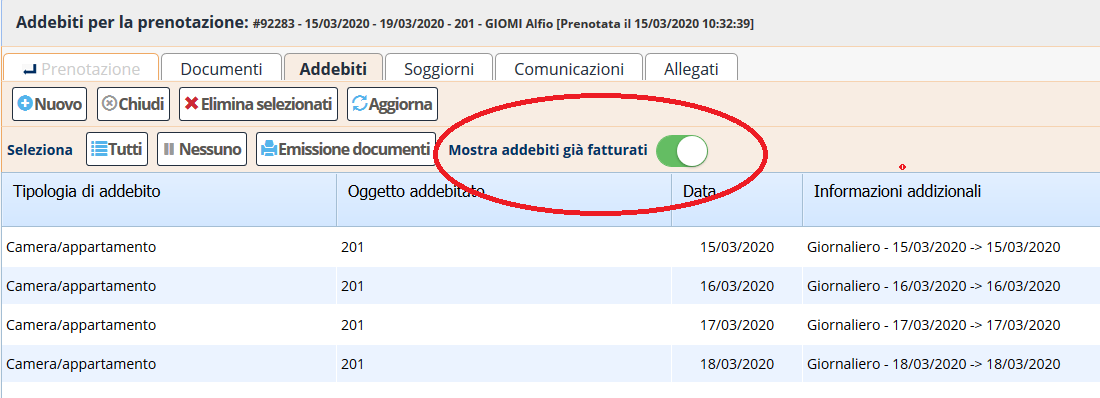 Addebiti per la prenotazione: #92283 - 15/03/2020 - 19/03/2020 - 201 - GIOMI Alfio [Prenotata il 15/03/2020 10:32:39]
Prenotazione Documenti Addebiti Soggiorni Comunicazioni Allegati
Nuovo Chiudi Elimina selezionati Aggiorna
Seleziona Tutti Nessuno Emissione documenti Mostra addebiti già fatturati
Tipologia di addebito Oggetto addebitato Data Informazioni addizionali
Camera/appartamento 201 15/03/2020 Giornaliero - 15/03/2020 -> 15/03/2020
Camera/appartamento 201 16/03/2020 Giornaliero - 16/03/2020 -> 16/03/2020
Camera/appartamento 201 17/03/2020 Giornaliero - 17/03/2020 -> 17/03/2020
Camera/appartamento 201 18/03/2020 Giornaliero - 18/03/2020 -> 18/03/2020